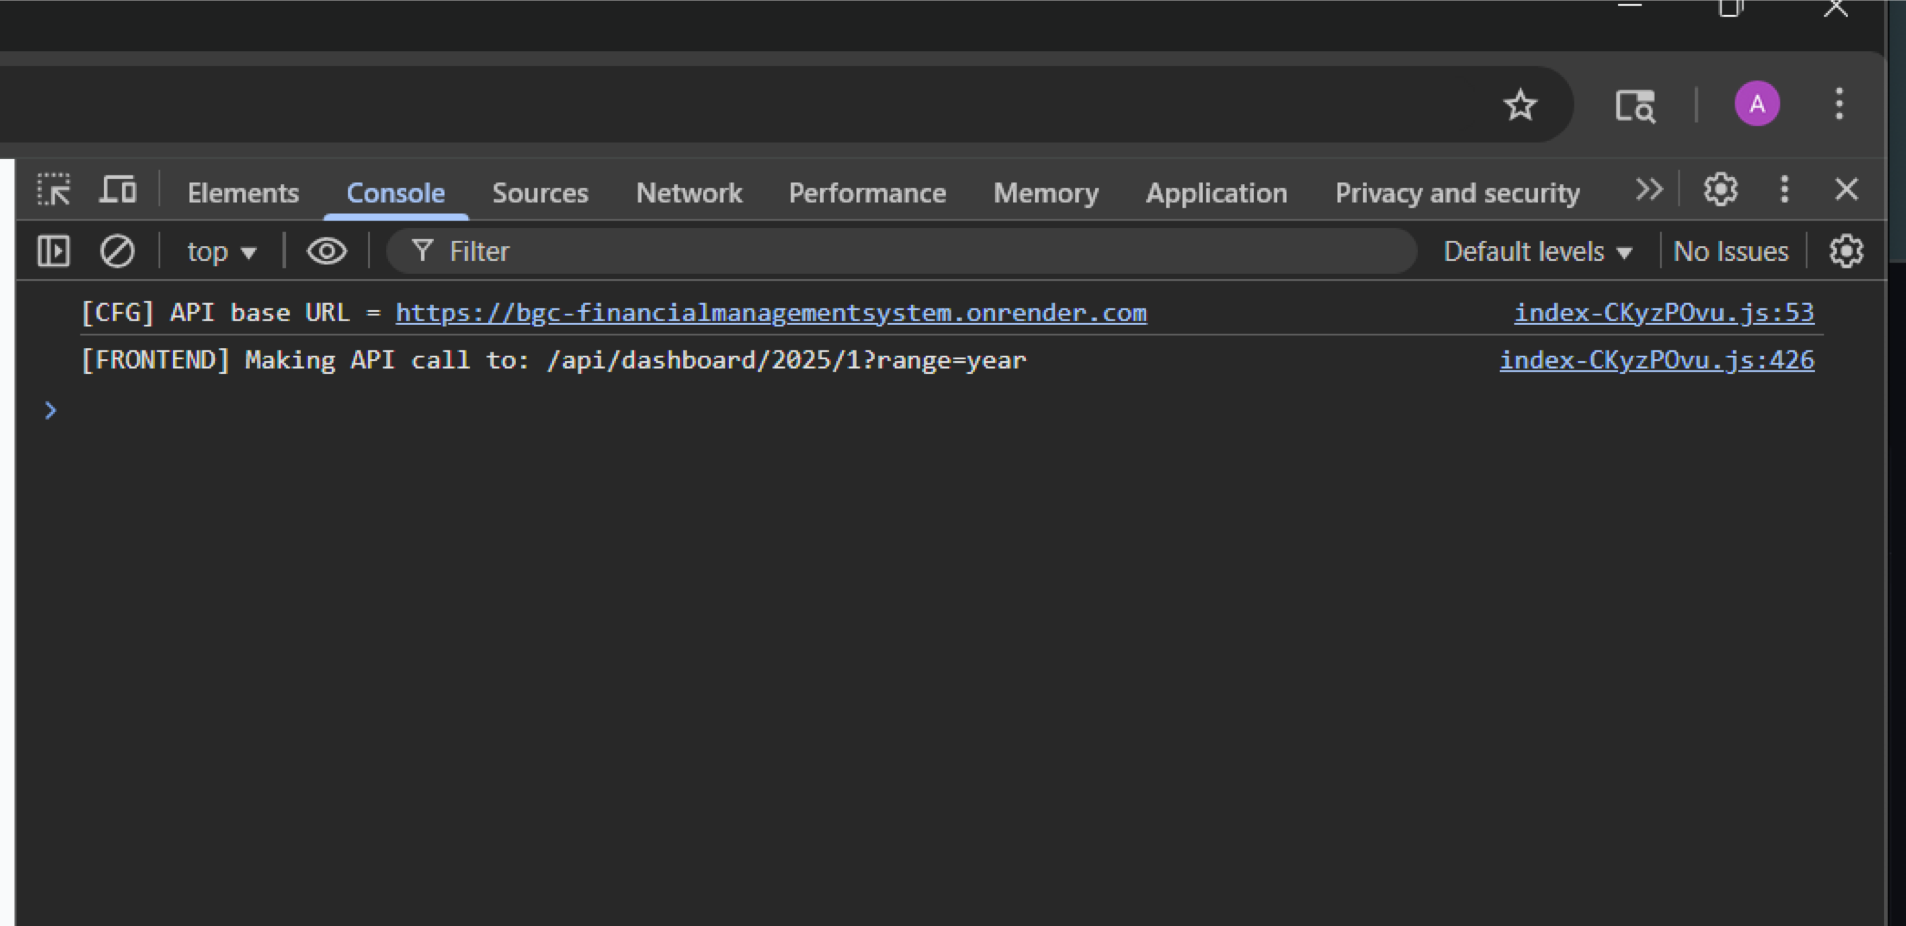 A
Elements Console Sources Network Performance Memory Application Privacy and security
top Filter Default levels No Issues
[CFG] API base URL = https://bgc-financialmanagementsystem.onrender.com index-CKyzPOvu.js:53
[FRONTEND] Making API call to: /api/dashboard/2025/1?range=year index-CKyzPOvu.js:426